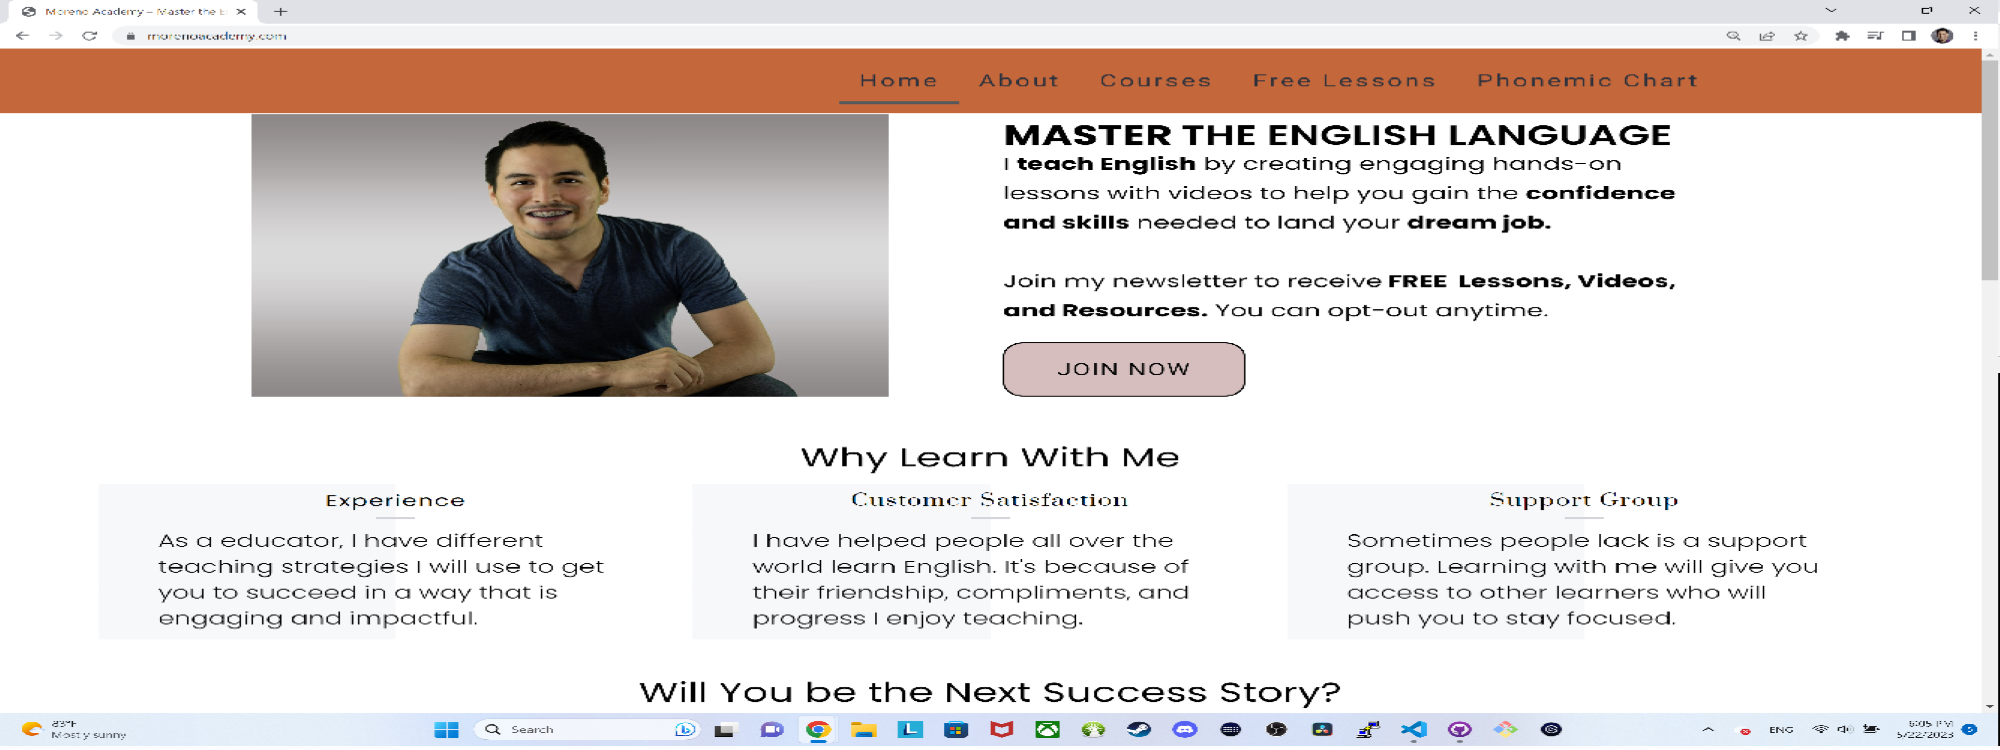 Moreno Academy – Master the E
morenoacademy.com
Home About Courses Free Lessons Phonemic Chart
MASTER THE ENGLISH LANGUAGE
I teach English by creating engaging hands-on
lessons with videos to help you gain the confidence
and skills needed to land your dream job.
Join my newsletter to receive FREE Lessons, Videos,
and Resources. You can opt-out anytime.
JOIN NOW
Why Learn With Me
Experience
As a educator, I have different
teaching strategies I will use to get
you to succeed in a way that is
engaging and impactful.
Customer Satisfaction
I have helped people all over the
world learn English. It's because of
their friendship, compliments, and
progress I enjoy teaching.
Support Group
Sometimes people lack is a support
group. Learning with me will give you
access to other learners who will
push you to stay focused.
Will You be the Next Success Story?
83°F
Mostly sunny
Search
L
ENG
6:05 PM
5/22/2023
5